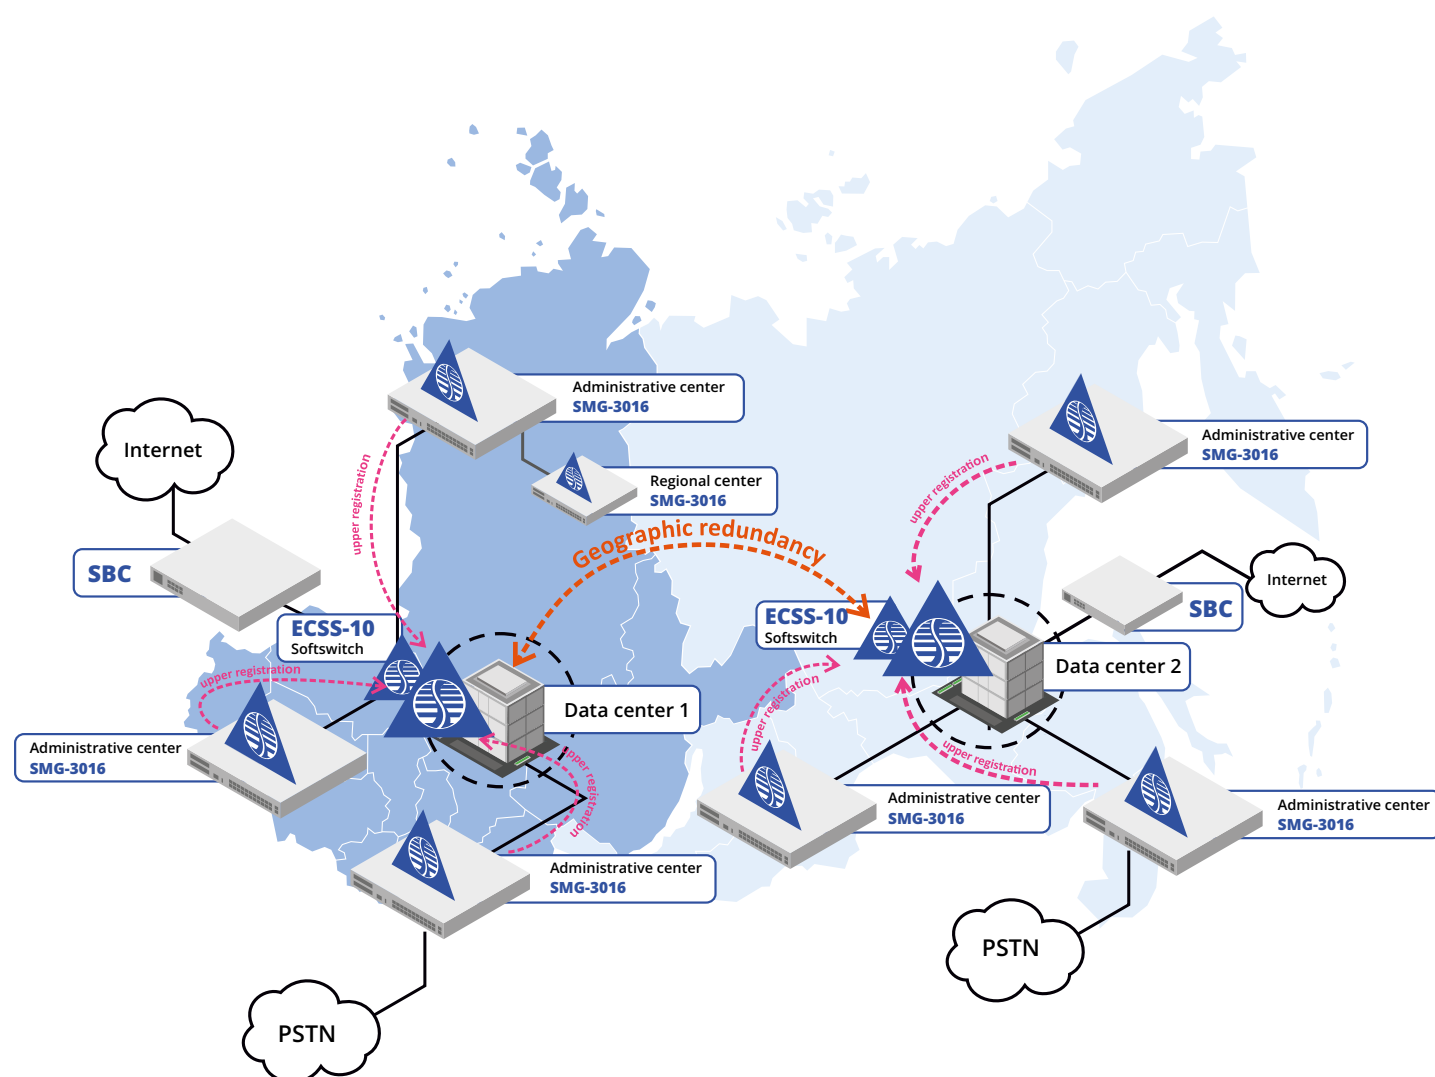 Administrative center
SMG-3016
Internet
upper registration
Regional center
SMG-3016
Administrative center
SMG-3016
upper registration
Geographic redundancy
SBC
Internet
SBC
ECSS-10
Softswitch
ECSS-10
Softswitch
upper registration
Data center 2
upper registration
Data center 1
Administrative center
SMG-3016
upper registration
upper registration
Administrative center
SMG-3016
Administrative center
SMG-3016
Administrative center
SMG-3016
PSTN
PSTN